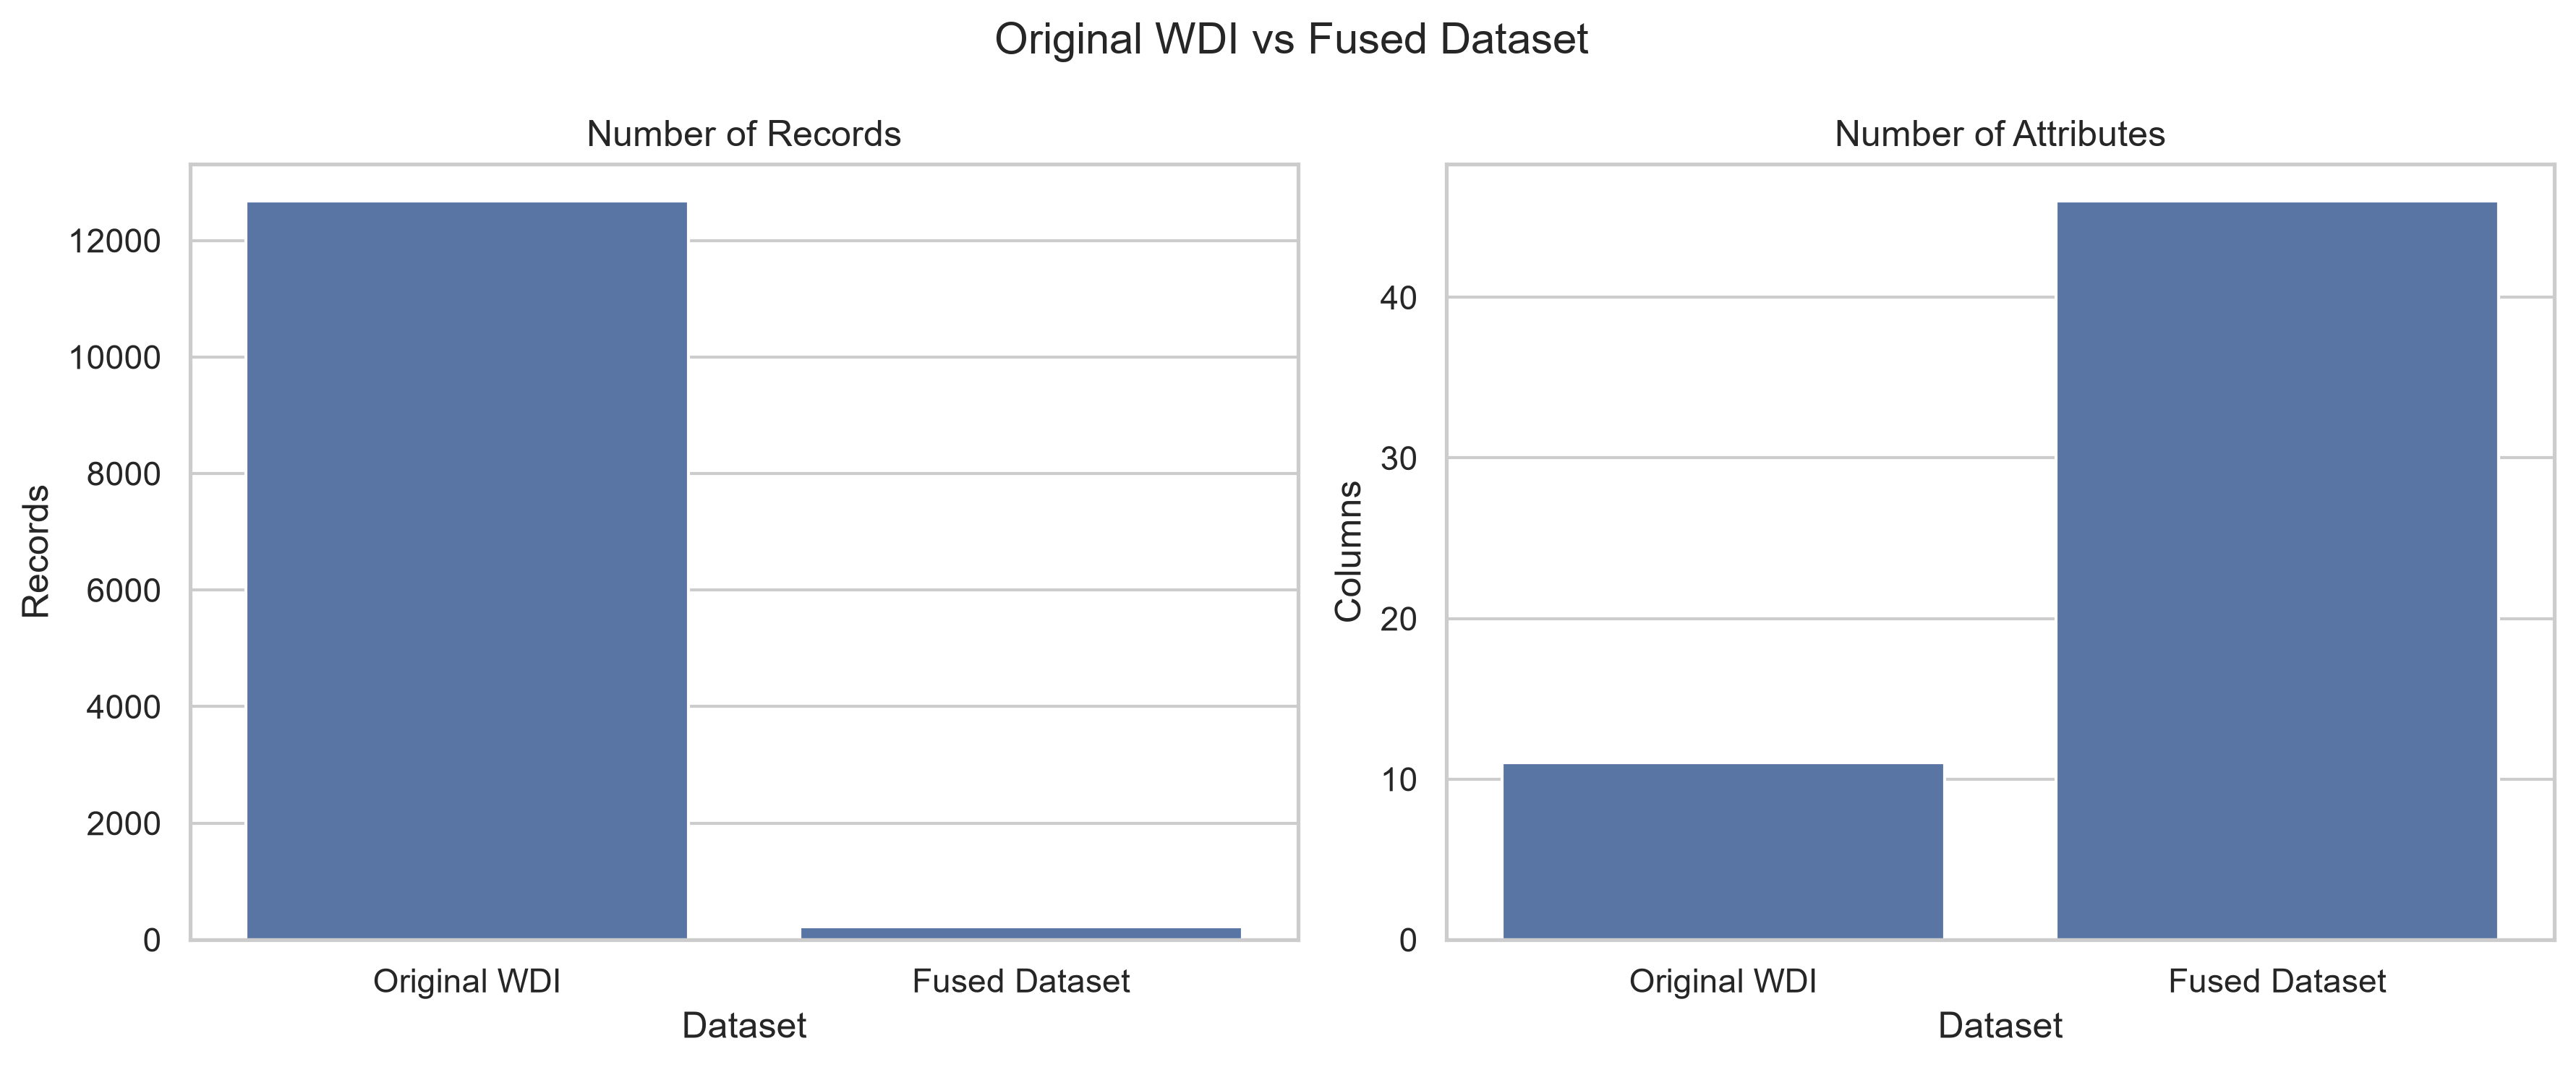 Original WDI vs Fused Dataset
Number of Records
12000
10000
8000
6000
4000
2000
0
Records
Original WDI
Fused Dataset
Dataset
Number of Attributes
40
30
20
10
0
Columns
Original WDI
Fused Dataset
Dataset